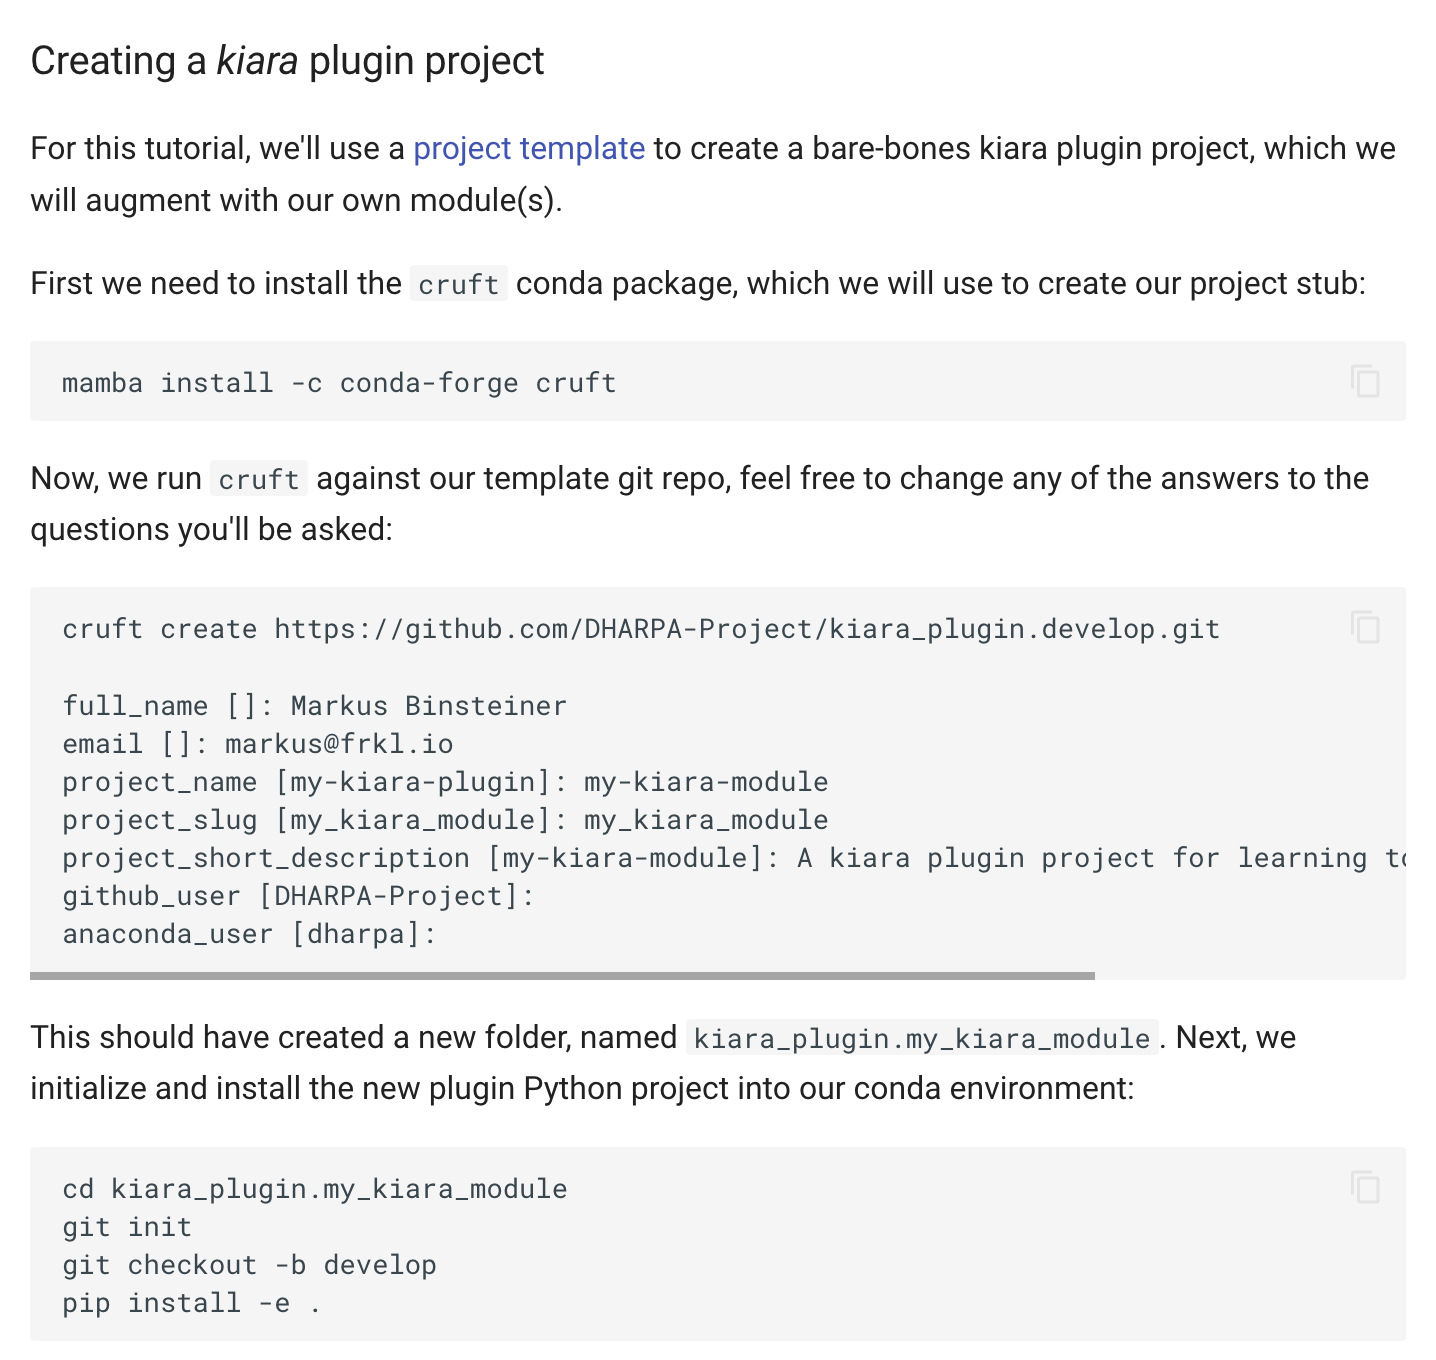 Creating a kiara plugin project
For this tutorial, we'll use a project template to create a bare-bones kiara plugin project, which we
will augment with our own module(s).
First we need to install the cruft conda package, which we will use to create our project stub:
mamba install -c conda-forge cruft
Now, we run cruft against our template git repo, feel free to change any of the answers to the
questions you'll be asked:
cruft create https://github.com/DHARPA-Project/kiara_plugin.develop.git
full_name []: Markus Binsteiner
email []: markus@frkl.io
project_name [my-kiara-plugin]: my-kiara-module
project_slug [my_kiara_module]: my_kiara_module
project_short_description [my-kiara-module]: A kiara plugin project for learning
github_user [DHARPA-Project]:
anaconda_user [dharpa]:
This should have created a new folder, named kiara_plugin.my_kiara_module. Next, we
initialize and install the new plugin Python project into our conda environment:
cd kiara_plugin.my_kiara_module
git init
git checkout -b develop
pip install -e .